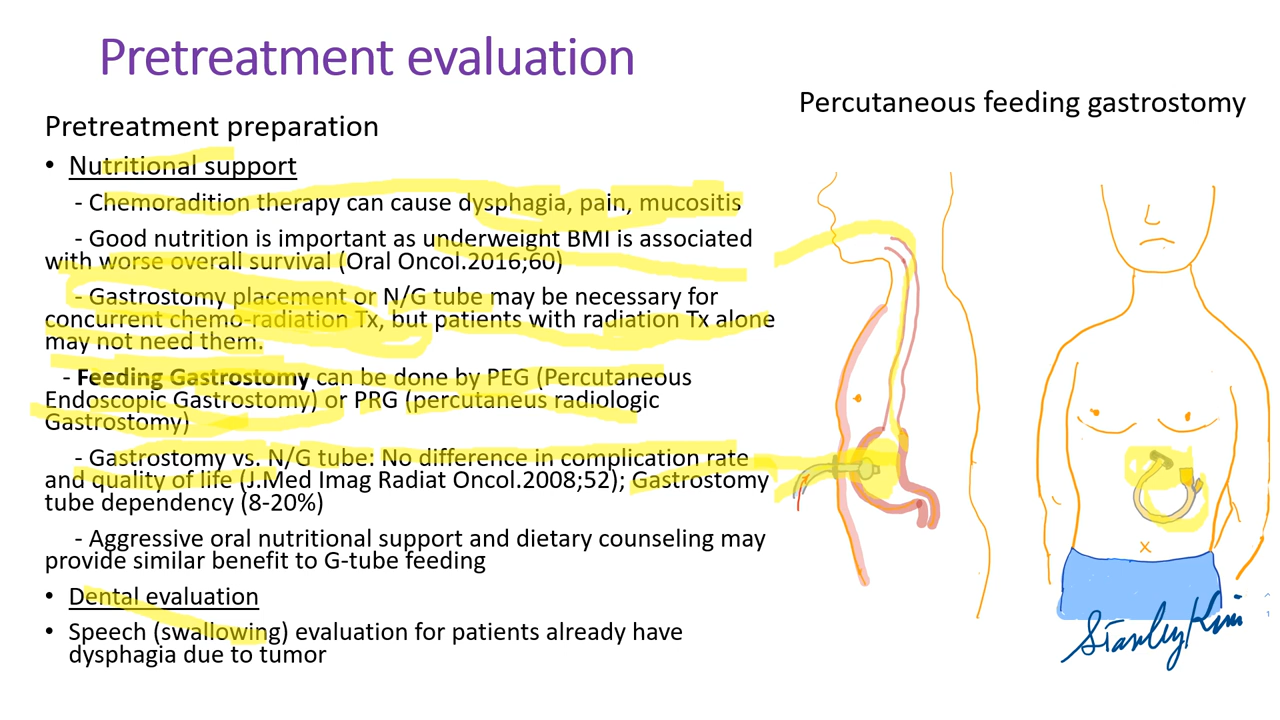 Pretreatment evaluation
Percutaneous feeding gastrostomy
Pretreatment preparation
• Nutritional support
- Chemoradition therapy can cause dysphagia, pain, mucositis
- Good nutrition is important as underweight BMI is associated
with worse overall survival (Oral Oncol.2016;60)
- Gastrostomy placement or N/G tube may be necessary for
concurrent chemo-radiation Tx, but patients with radiation Tx alone
may not need them.
- Feeding Gastrostomy can be done by PEG (Percutaneous
Endoscopic Gastrostomy) or PRG (percutaneus radiologic
Gastrostomy)
- Gastrostomy vs. N/G tube: No difference in complication rate
and quality of life (J.Med Imag Radiat Oncol.2008;52); Gastrostomy
tube dependency (8-20%)
- Aggressive oral nutritional support and dietary counseling may
provide similar benefit to G-tube feeding
• Dental evaluation
• Speech (swallowing) evaluation for patients already have
dysphagia due to tumor
Stanley Kim